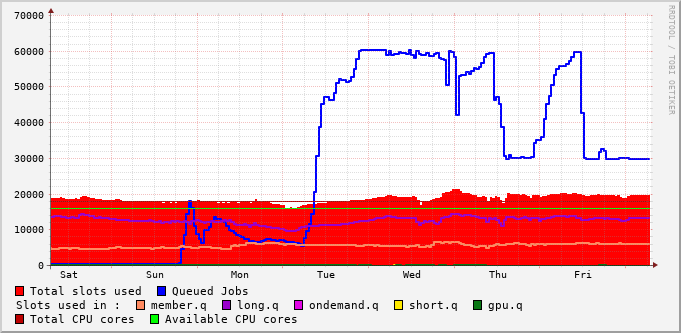 70000
60000
50000
40000
30000
20000
10000
0
Sat Sun Mon Tue Wed Thu Fri
Total slots used Queued Jobs
Slots used in : member.q long.q ondemand.q short.q gpu.q
Total CPU cores Available CPU cores
RRDTOOL / TOBI OETIKER